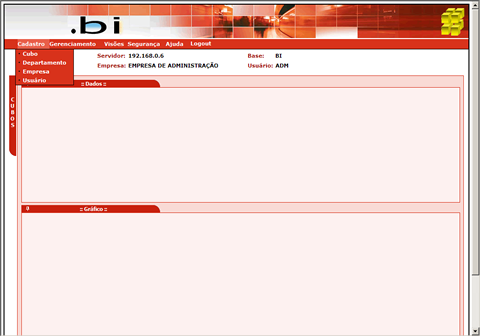 .bi
Cadastro Gerenciamento Visões Segurança Ajuda Logout
Cubo
Departamento
Empresa
Usuário
Servidor: 192.168.0.6 Base: BI
Empresa: EMPRESA DE ADMINISTRAÇÃO Usuário: ADM
CUBOS
:: Dados ::
:: Gráfico ::